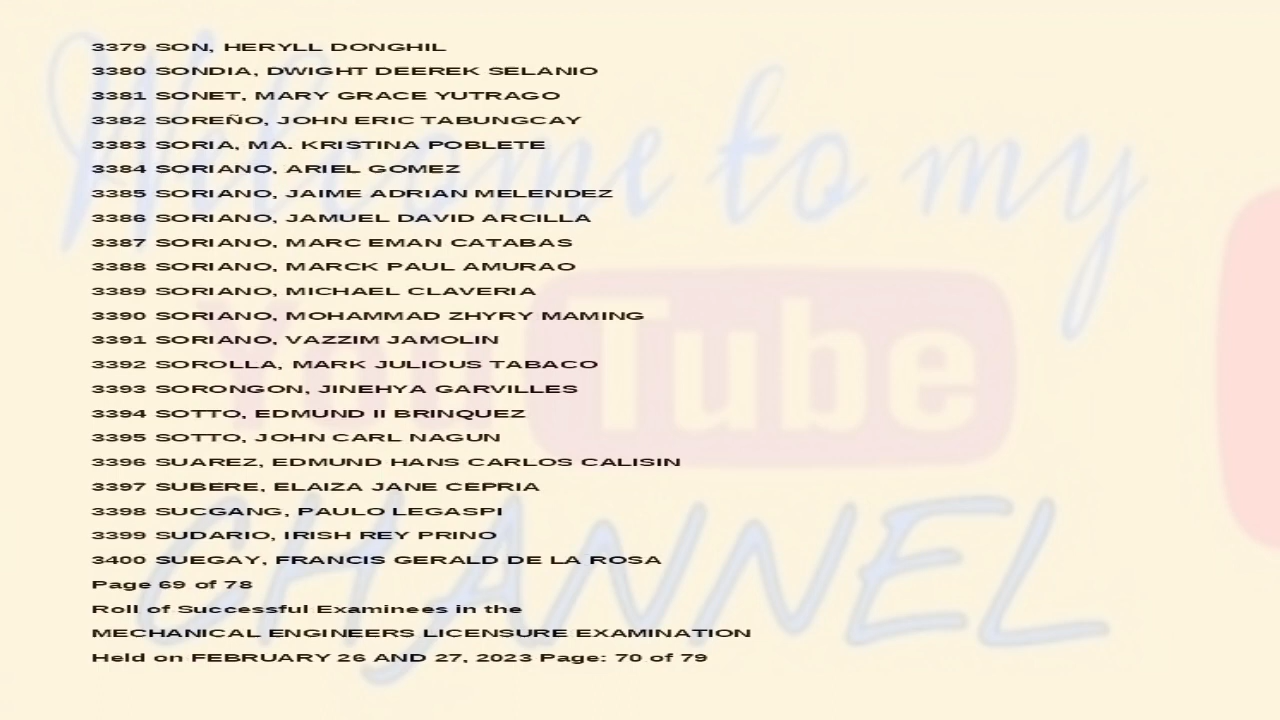 Welcome to my
YouTube
CHANNEL
3379 SON, HERYLL DONGHIL
3380 SONDIA, DWIGHT DEEREK SELANIO
3381 SONET, MARY GRACE YUTRAGO
3382 SOREÑO, JOHN ERIC TABUNGCAY
3383 SORIA, MA. KRISTINA POBLETE
3384 SORIANO, ARIEL GOMEZ
3385 SORIANO, JAIME ADRIAN MELENDEZ
3386 SORIANO, JAMUEL DAVID ARCILLA
3387 SORIANO, MARC EMAN CATABAS
3388 SORIANO, MARCK PAUL AMURAO
3389 SORIANO, MICHAEL CLAVERIA
3390 SORIANO, MOHAMMAD ZHYRY MAMING
3391 SORIANO, VAZZIM JAMOLIN
3392 SOROLLA, MARK JULIOUS TABACO
3393 SORONGON, JINEHYA GARVILLES
3394 SOTTO, EDMUND II BRINQUEZ
3395 SOTTO, JOHN CARL NAGUN
3396 SUAREZ, EDMUND HANS CARLOS CALISIN
3397 SUBERE, ELAIZA JANE CEPRIA
3398 SUCGANG, PAULO LEGASPI
3399 SUDARIO, IRISH REY PRINO
3400 SUEGAY, FRANCIS GERALD DE LA ROSA
Page 69 of 78
Roll of Successful Examinees in the
MECHANICAL ENGINEERS LICENSURE EXAMINATION
Held on FEBRUARY 26 AND 27, 2023 Page: 70 of 79